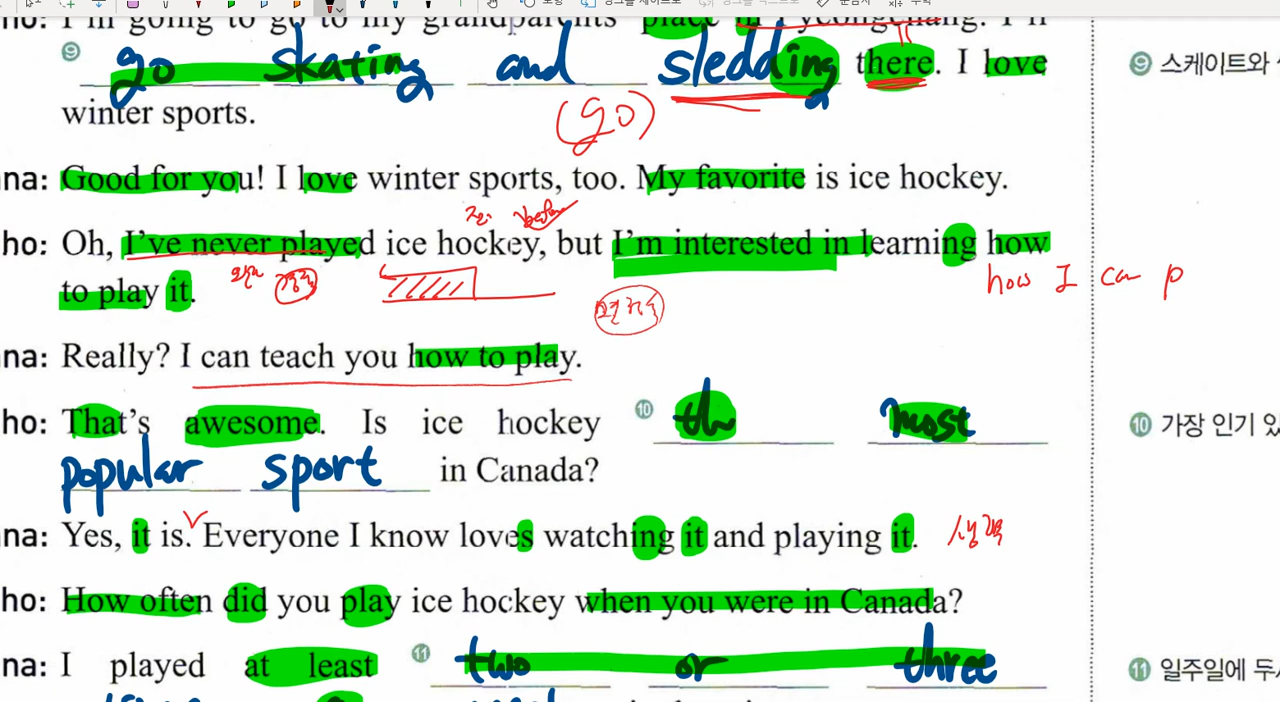 I'm going to go to my grandparents' place in Pyeongchang. I'll
⑨ go skating and sledding there. I love
⑨ 스케이트와
(go)
winter sports.
na: Good for you! I love winter sports, too. My favorite is ice hockey.
before
ho: Oh, I've never played ice hockey, but I'm interested in learning how
how I can p
to play it.
na: Really? I can teach you how to play.
ho: That's awesome. Is ice hockey ⑩ th most
⑩ 가장 인기 있
popular sport in Canada?
na: Yes, it is. Everyone I know loves watching it and playing it. 생략
ho: How often did you play ice hockey when you were in Canada?
na: I played at least ⑪ two or three
⑪ 일주일에 두